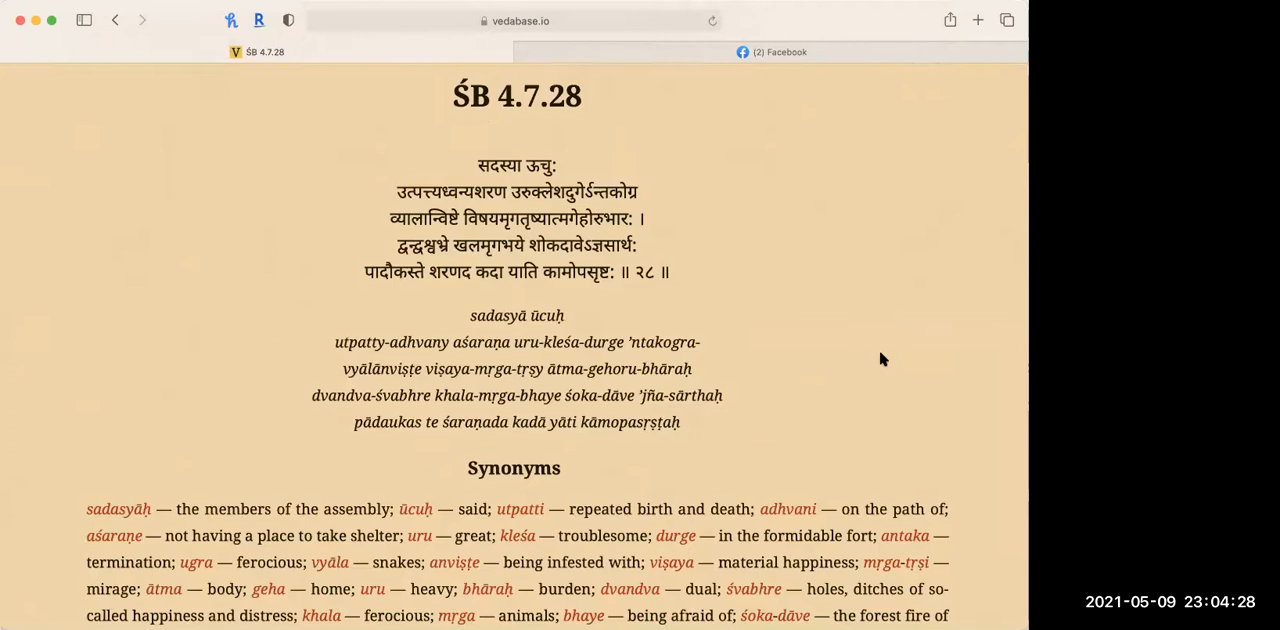 vedabase.io
ŚB 4.7.28
(2) Facebook
ŚB 4.7.28
सदस्या ऊचु:
उत्पत्त्यध्वन्यशरण उरुक्लेशदुर्गेऽन्तकोग्र
व्यालान्विष्टे विषयमृगतृष्यात्मगेहोरुभार: ।
द्वन्द्वश्वभ्रे खलमृगभये शोकदावेऽज्ञसार्थ:
पादौकस्ते शरणद कदा याति कामोपसृष्ट: ॥ २८ ॥
sadasyā ūcuḥ
utpatty-adhvany aśaraṇa uru-kleśa-durge ’ntakogra-
vyālānviṣṭe viṣaya-mṛga-tṛṣy ātma-gehoru-bhāraḥ
dvandva-śvabhre khala-mṛga-bhaye śoka-dāve ’jña-sārthaḥ
pādaukas te śaraṇada kadā yāti kāmopasṛṣṭaḥ
Synonyms
sadasyāḥ — the members of the assembly; ūcuḥ — said; utpatti — repeated birth and death; adhvani — on the path of;
aśaraṇe — not having a place to take shelter; uru — great; kleśa — troublesome; durge — in the formidable fort; antaka —
termination; ugra — ferocious; vyāla — snakes; anviṣṭe — being infested with; viṣaya — material happiness; mṛga-tṛṣi —
mirage; ātma — body; geha — home; uru — heavy; bhāraḥ — burden; dvandva — dual; śvabhre — holes, ditches of so-
called happiness and distress; khala — ferocious; mṛga — animals; bhaye — being afraid of; śoka-dāve — the forest fire of
2021-05-09 23:04:28